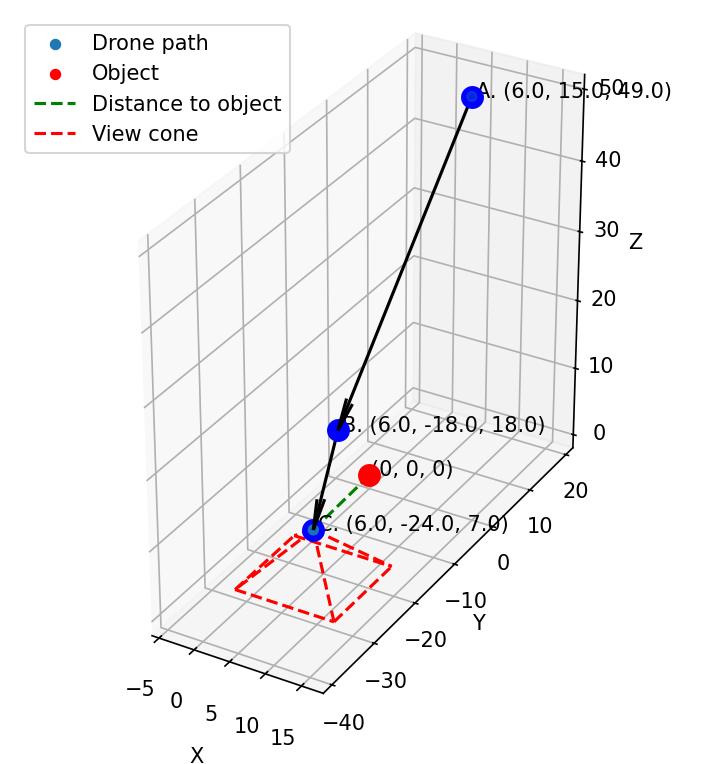 Drone path
Object
Distance to object
View cone
A. (6.0, 15.0, 49.0)
50
40
30
Z
20
10
0
B. (6.0, -18.0, 18.0)
(0, 0, 0)
C. (6.0, -24.0, 7.0)
20
10
0
−10
Y
−20
−30
−40
−5
0
5
10
15
X